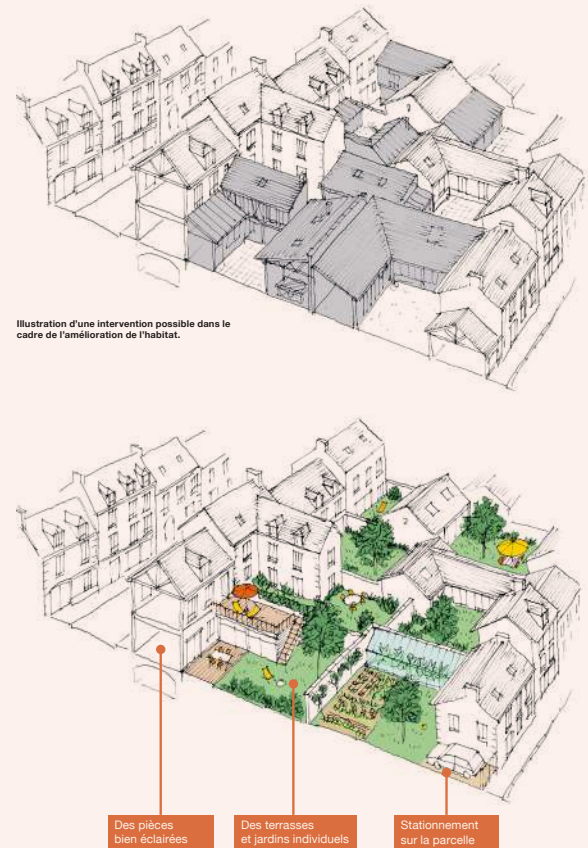 Illustration d'une intervention possible dans le
cadre de l'amélioration de l'habitat.
Des pièces
bien éclairées
Des terrasses
et jardins individuels
Stationnement
sur la parcelle